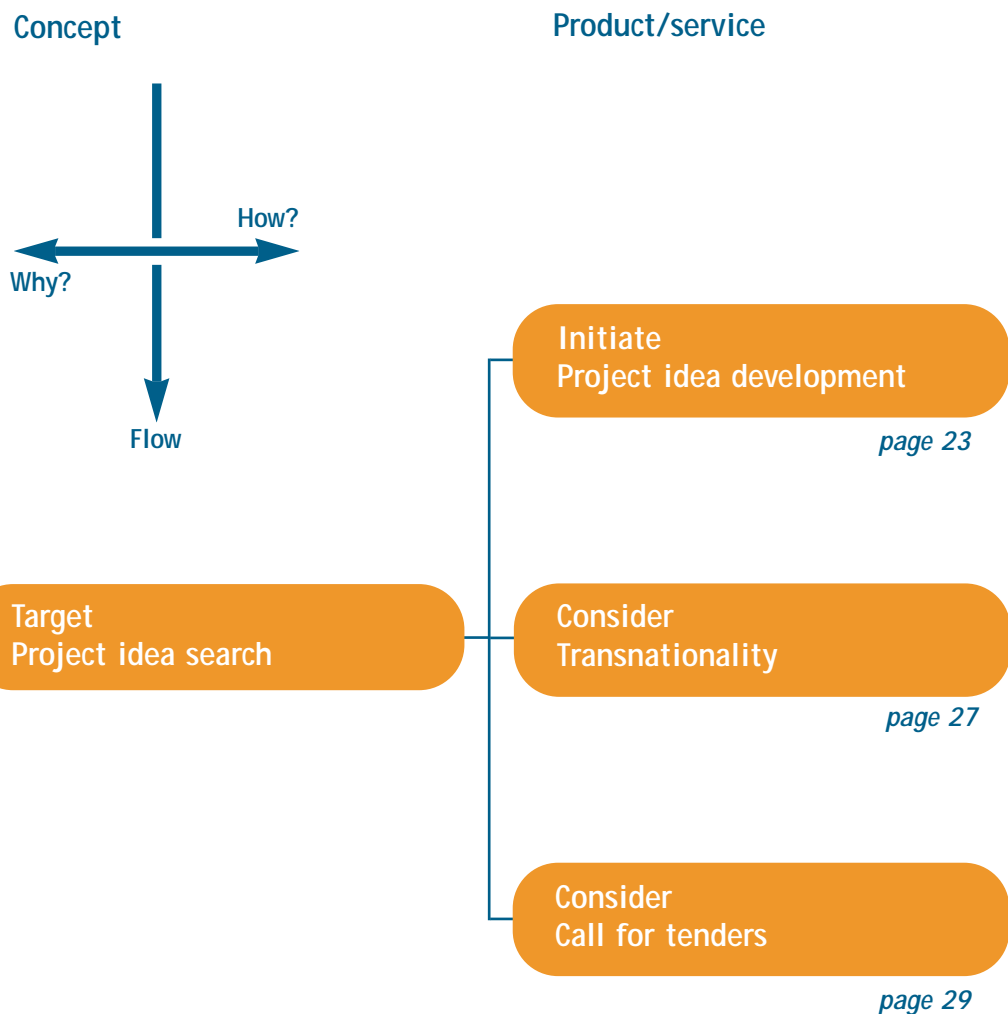 Concept
Product/service
How?
Why?
Flow
Initiate
Project idea development
page 23
Target
Project idea search
Consider
Transnationality
page 27
Consider
Call for tenders
page 29